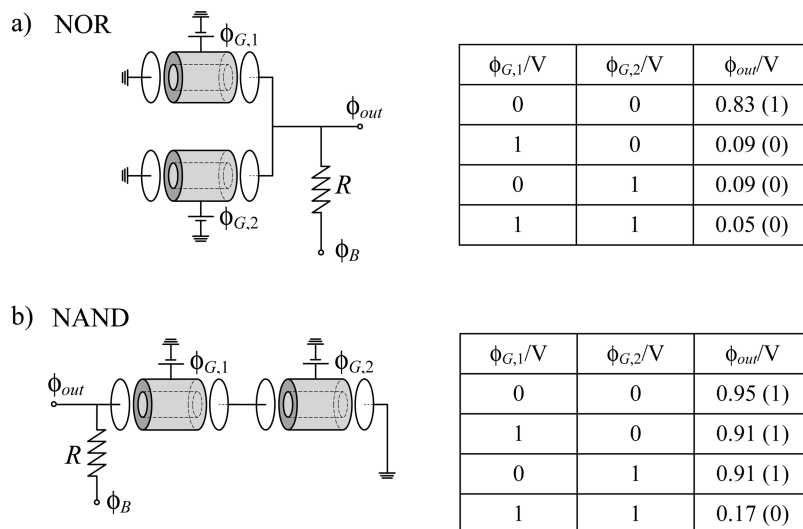 a) NOR
ϕG,1
ϕout
R
ϕG,2
ϕB
ϕG,1/V ϕG,2/V ϕout/V
0 0 0.83 (1)
1 0 0.09 (0)
0 1 0.09 (0)
1 1 0.05 (0)
b) NAND
ϕG,1 ϕG,2
ϕout
R
ϕB
ϕG,1/V ϕG,2/V ϕout/V
0 0 0.95 (1)
1 0 0.91 (1)
0 1 0.91 (1)
1 1 0.17 (0)